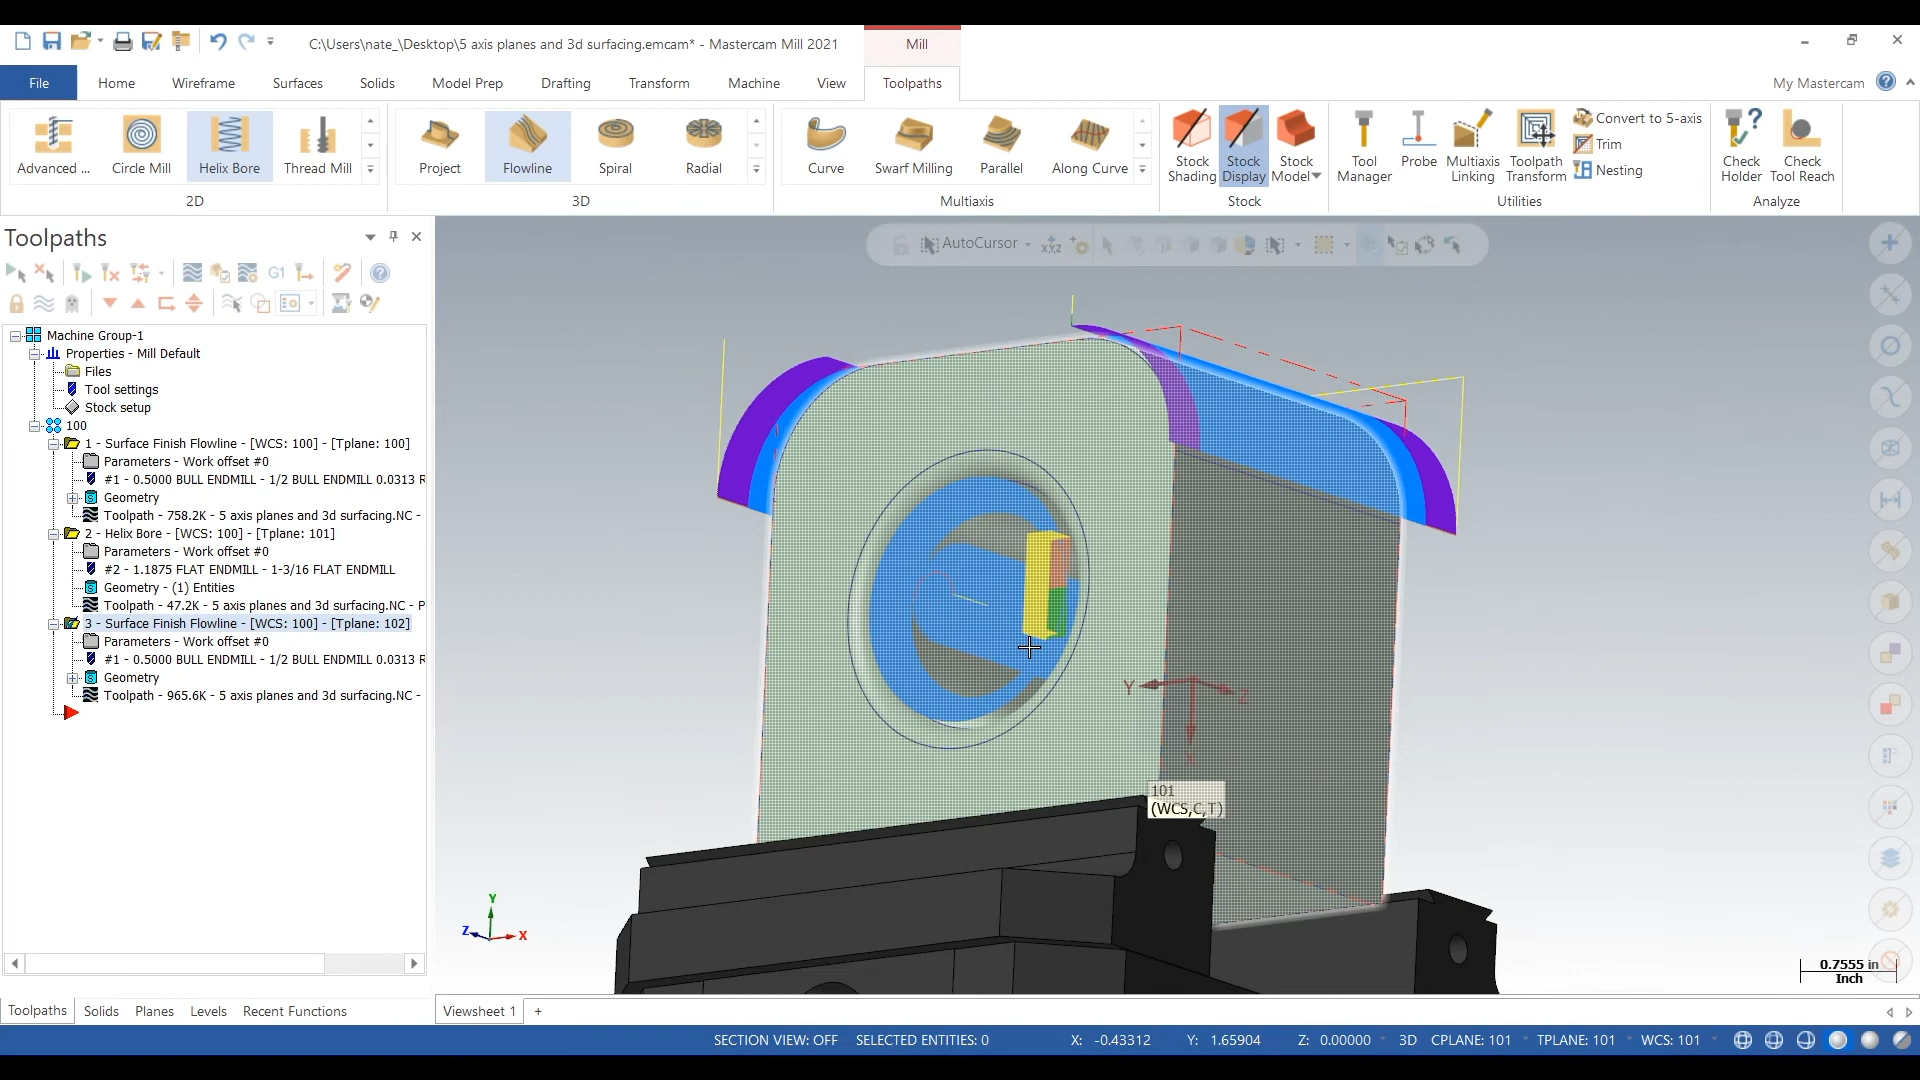 C:\Users\nate_\Desktop\5 axis planes and 3d surfacing.emcam* - Mastercam Mill 2021
Mill
File
Home
Wireframe
Surfaces
Solids
Model Prep
Drafting
Transform
Machine
View
Toolpaths
My Mastercam
Advanced ...
Circle Mill
Helix Bore
Thread Mill
Project
Flowline
Spiral
Radial
Curve
Swarf Milling
Parallel
Along Curve
Stock Shading
Stock Display
Stock Model
Tool Manager
Probe
Multiaxis Linking
Toolpath Transform
Convert to 5-axis
Trim
Nesting
Check Holder
Check Tool Reach
2D
3D
Multiaxis
Stock
Utilities
Analyze
Toolpaths
AutoCursor
G1
Machine Group-1
Properties - Mill Default
Files
Tool settings
Stock setup
100
1 - Surface Finish Flowline - [WCS: 100] - [Tplane: 100]
Parameters - Work offset #0
#1 - 0.5000 BULL ENDMILL - 1/2 BULL ENDMILL 0.0313 R
Geometry
Toolpath - 758.2K - 5 axis planes and 3d surfacing.NC -
2 - Helix Bore - [WCS: 100] - [Tplane: 101]
Parameters - Work offset #0
#2 - 1.1875 FLAT ENDMILL - 1-3/16 FLAT ENDMILL
Geometry - (1) Entities
Toolpath - 47.2K - 5 axis planes and 3d surfacing.NC - P
3 - Surface Finish Flowline - [WCS: 100] - [Tplane: 102]
Parameters - Work offset #0
#1 - 0.5000 BULL ENDMILL - 1/2 BULL ENDMILL 0.0313 R
Geometry
Toolpath - 965.6K - 5 axis planes and 3d surfacing.NC -
Y
Z
X
101
(WCS,C,T)
Y
Z
X
0.7555 in
Inch
Toolpaths
Solids
Planes
Levels
Recent Functions
Viewsheet 1
+
SECTION VIEW: OFF
SELECTED ENTITIES: 0
X: -0.43312
Y: 1.65904
Z: 0.00000
3D
CPLANE: 101
TPLANE: 101
WCS: 101